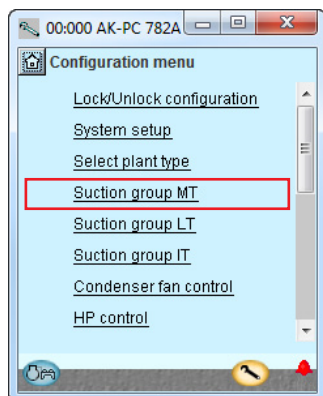 00:000 AK-PC 782A
Configuration menu
Lock/Unlock configuration
System setup
Select plant type
Suction group MT
Suction group LT
Suction group IT
Condenser fan control
HP control